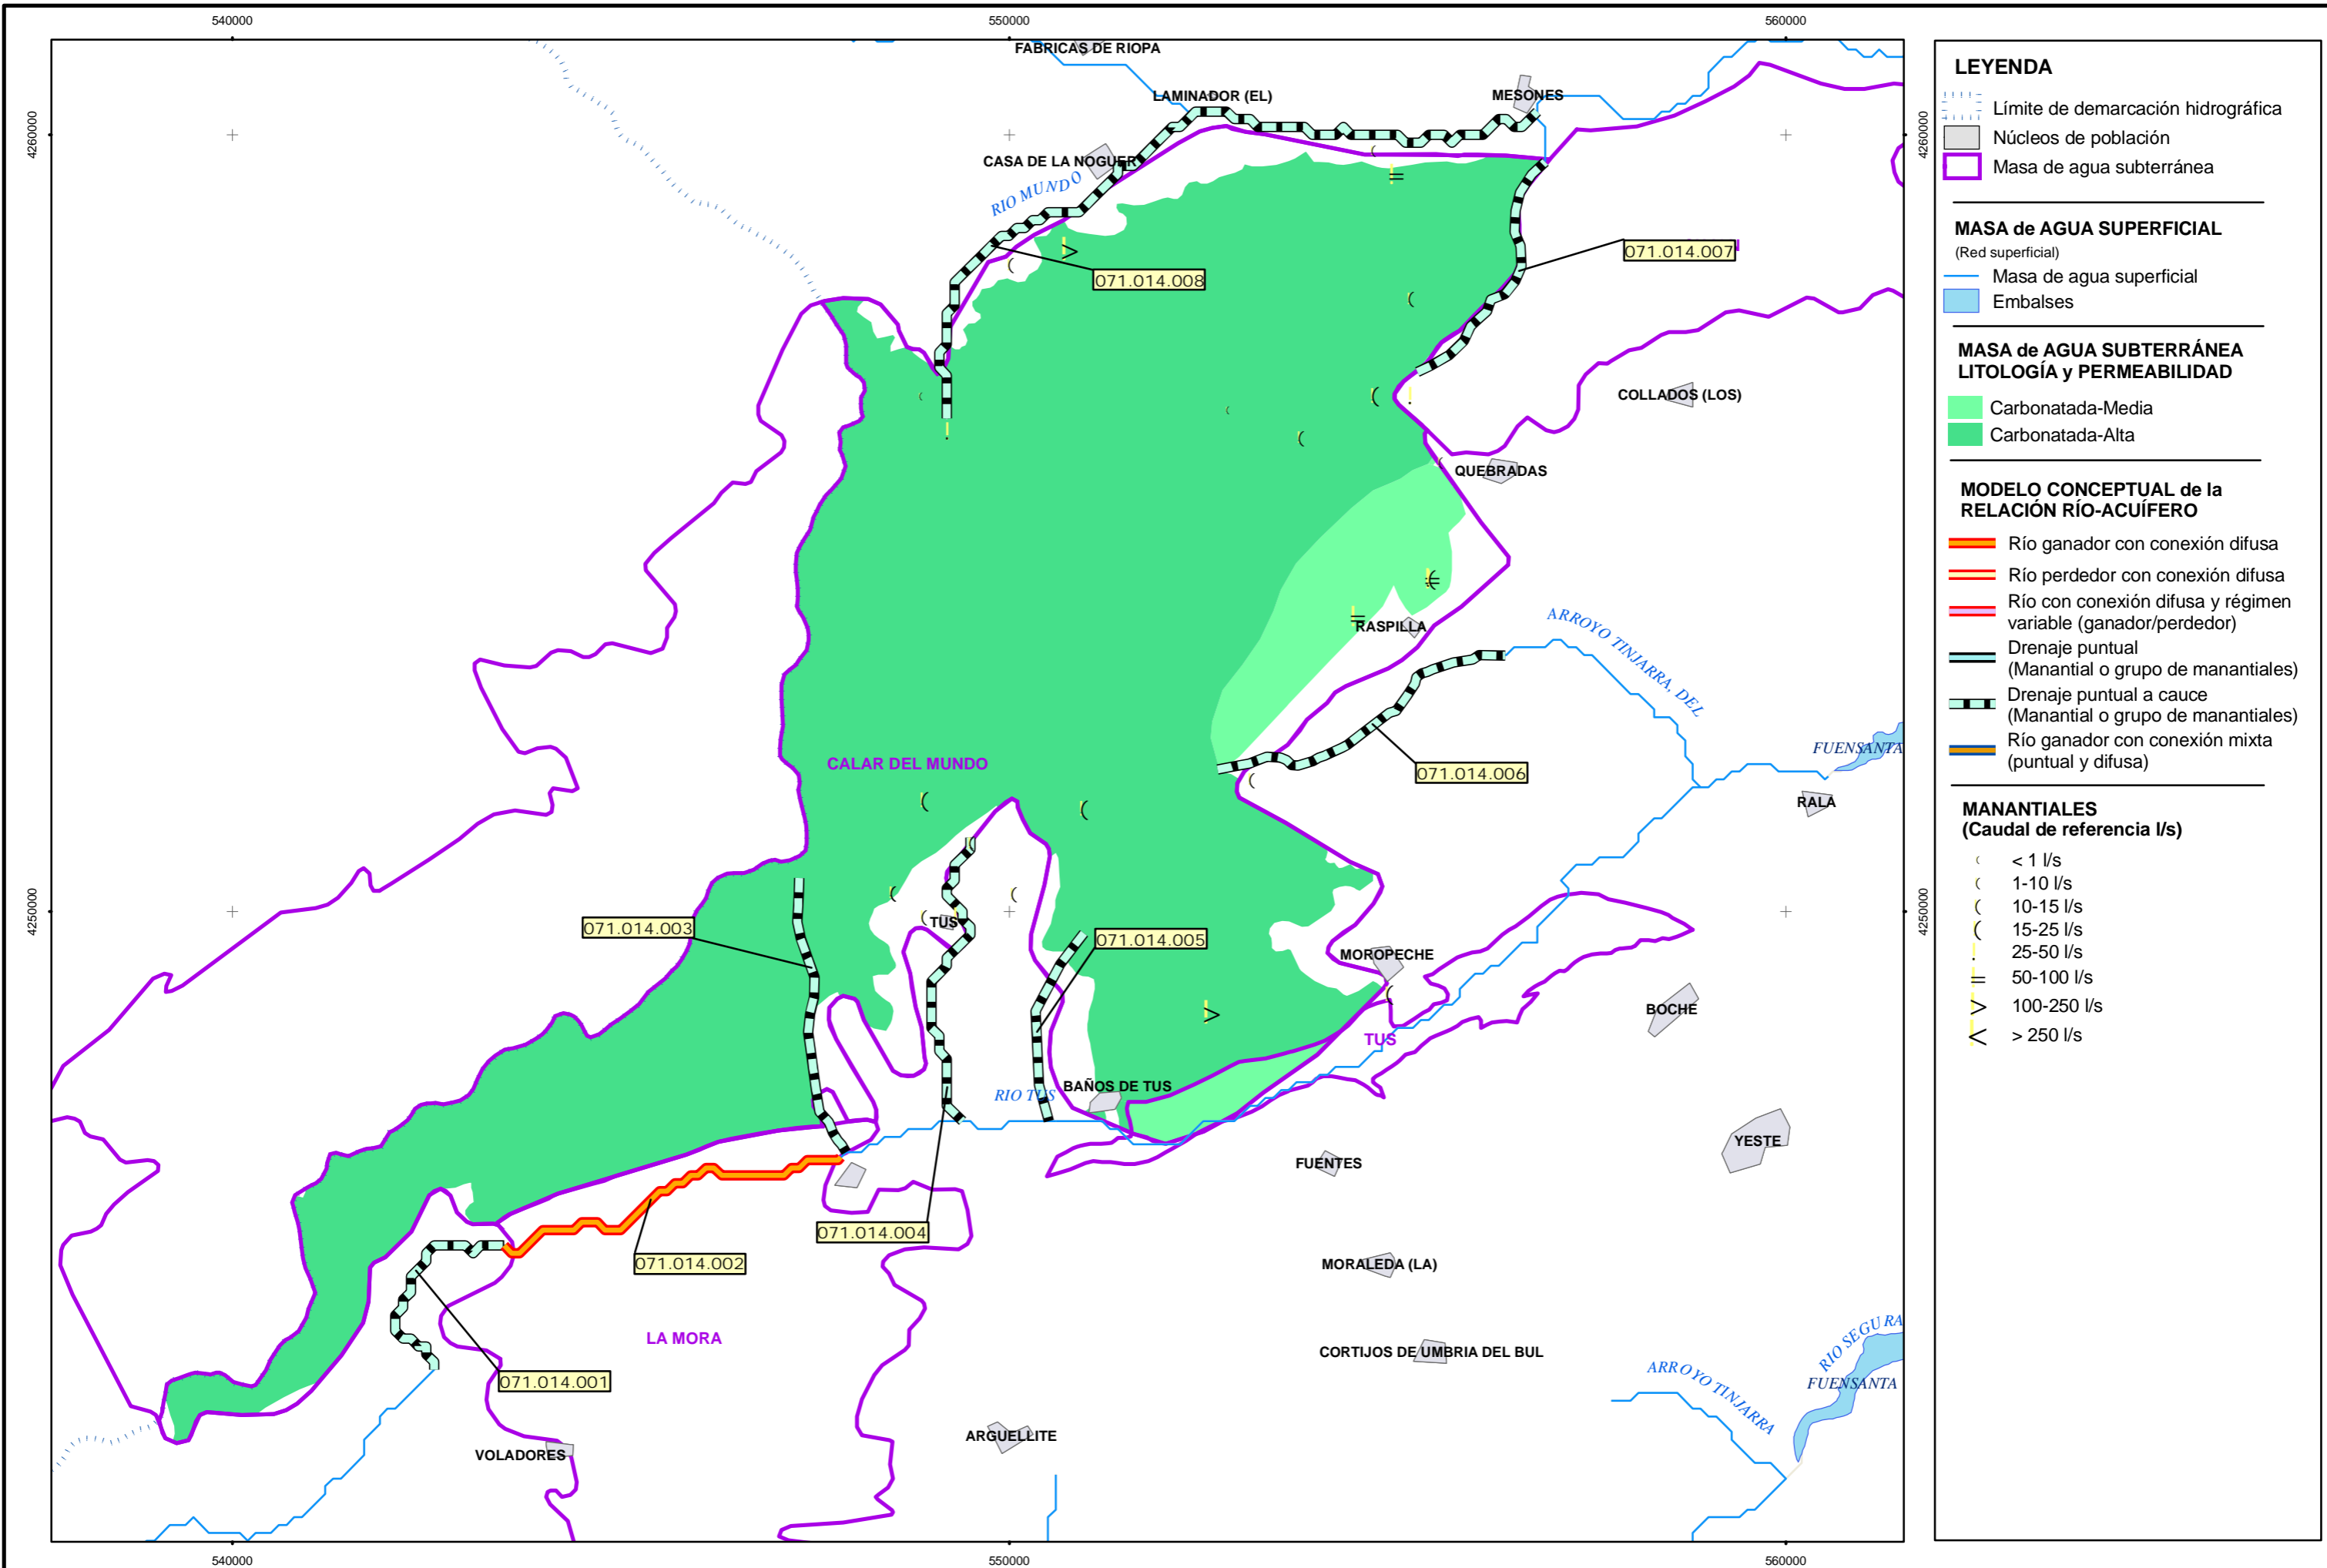 540000
550000
560000
FABRICAS DE RIOPA
LAMINADOR (EL)
MESONES
4260000
4260000
CASA DE LA NOGUER
RIO MUNDO
071.014.007
071.014.008
COLLADOS (LOS)
QUEBRADAS
RASPILLA
ARROYO TINJARRA, DEL
FUENSANTA
CALAR DEL MUNDO
071.014.006
RALA
4250000
4250000
071.014.003
TUS
071.014.005
MOROPECHE
BOCHE
TUS
RIO TUS
BAÑOS DE TUS
YESTE
FUENTES
071.014.004
071.014.002
MORALEDA (LA)
LA MORA
CORTIJOS DE UMBRIA DEL BUL
RIO SEGURA
ARROYO TINJARRA
FUENSANTA
071.014.001
ARGUELLITE
VOLADORES
540000
550000
560000
LEYENDA
Límite de demarcación hidrográfica
Núcleos de población
Masa de agua subterránea
MASA de AGUA SUPERFICIAL
(Red superficial)
Masa de agua superficial
Embalses
MASA de AGUA SUBTERRÁNEA
LITOLOGÍA y PERMEABILIDAD
Carbonatada-Media
Carbonatada-Alta
MODELO CONCEPTUAL de la
RELACIÓN RÍO-ACUÍFERO
Río ganador con conexión difusa
Río perdedor con conexión difusa
Río con conexión difusa y régimen
variable (ganador/perdedor)
Drenaje puntual
(Manantial o grupo de manantiales)
Drenaje puntual a cauce
(Manantial o grupo de manantiales)
Río ganador con conexión mixta
(puntual y difusa)
MANANTIALES
(Caudal de referencia l/s)
< 1 l/s
1-10 l/s
10-15 l/s
15-25 l/s
25-50 l/s
50-100 l/s
100-250 l/s
> 250 l/s